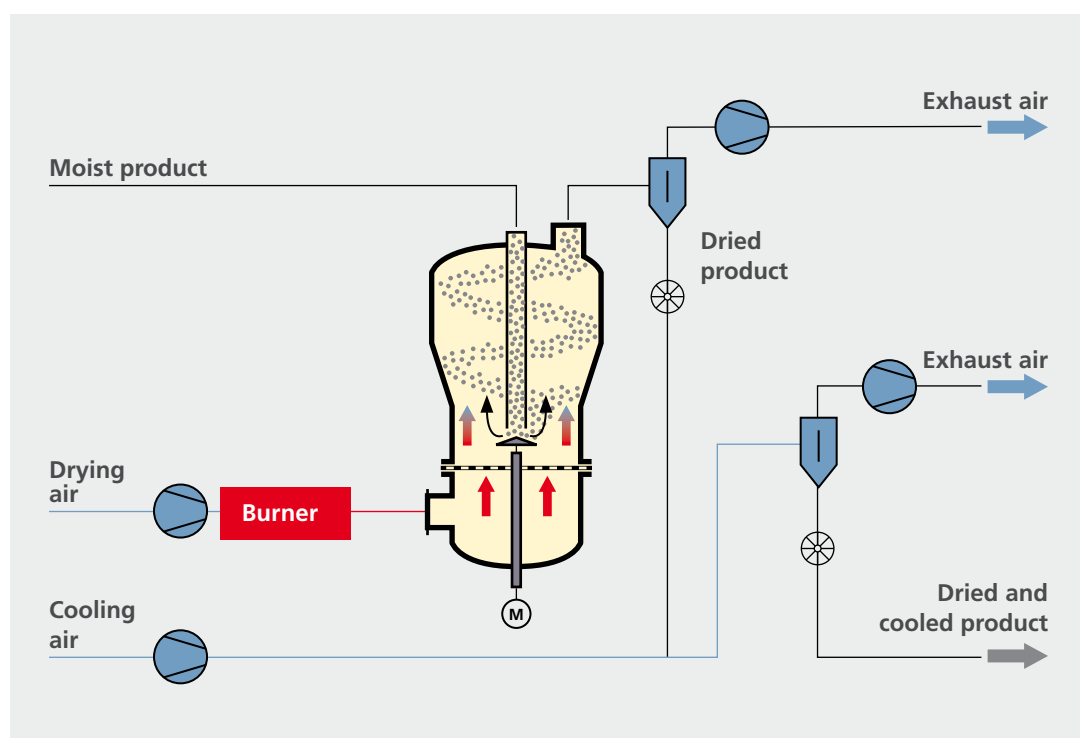 Exhaust air
Moist product
Dried
product
Exhaust air
Drying
air
Burner
Cooling
air
M
Dried and
cooled product